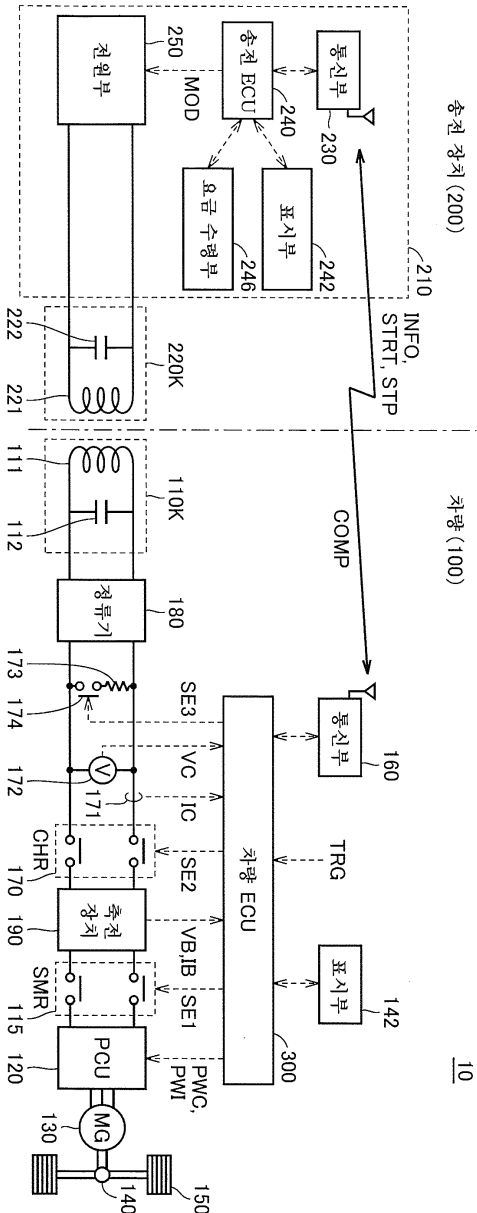 10
송전 장치(200)
차량(100)
210
통신부
230
송전 ECU
240
표시부
242
요금 수령부
246
MOD
전원부
250
220K
222
221
INFO,
STRT, STP
COMP
110K
111
112
정류기
180
173
174
SE3
172
V
VC
171
IC
통신부
160
TRG
표시부
142
차량 ECU
300
SE2
CHR
170
축전
장치
190
VB,IB
SE1
SMR
115
PWC,
PWI
PCU
120
MG
130
140
150